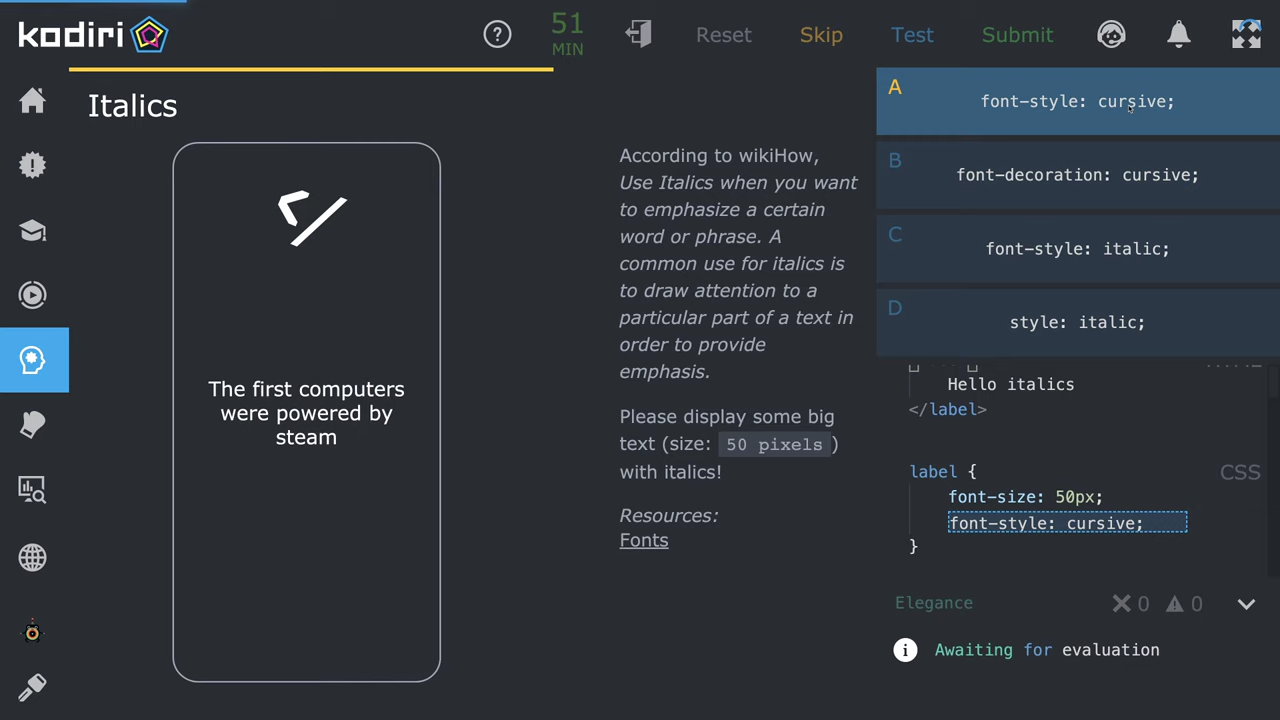 kodiri
?
51
MIN
Reset
Skip
Test
Submit
Italics
The first computers
were powered by
steam
According to wikiHow,
Use Italics when you want
to emphasize a certain
word or phrase. A
common use for italics is
to draw attention to a
particular part of a text in
order to provide
emphasis.
Please display some big
text (size: 50 pixels )
with italics!
Resources:
Fonts
A
font-style: cursive;
B
font-decoration: cursive;
C
font-style: italic;
D
style: italic;
Hello italics
</label>
label {
CSS
font-size: 50px;
font-style: cursive;
}
Elegance
0
0
Awaiting for evaluation